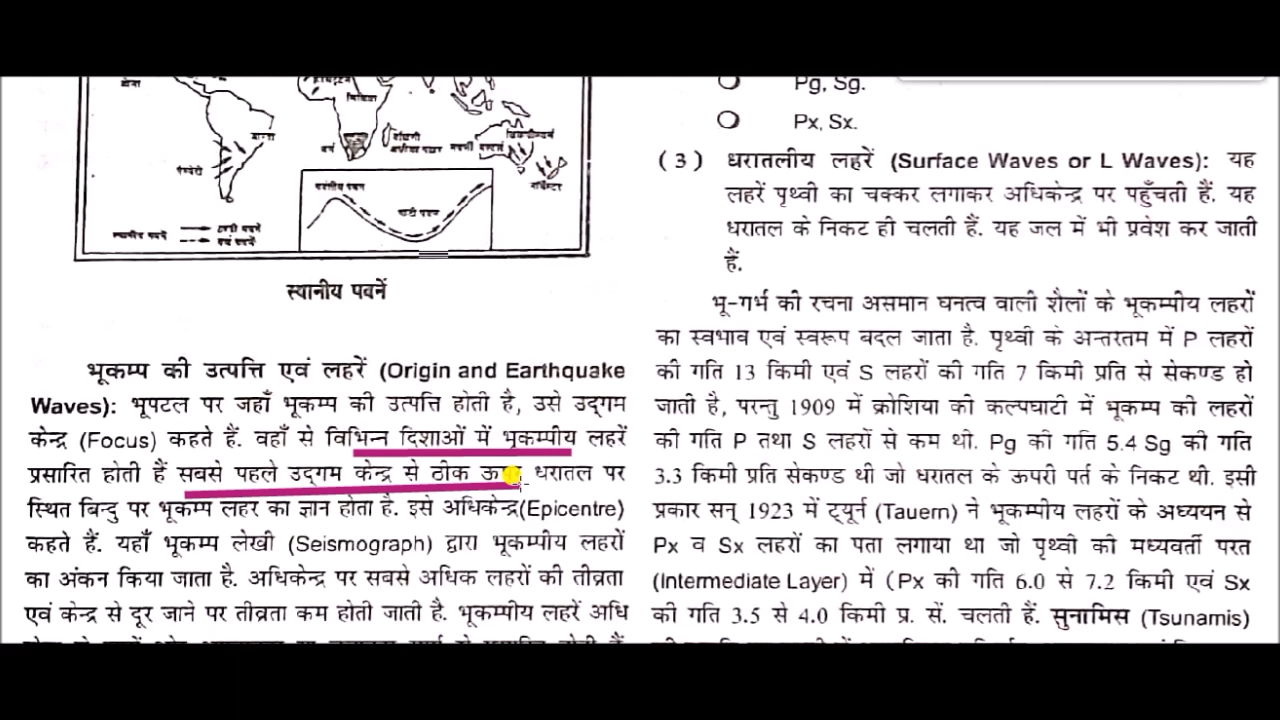 स्थानीय पवनें
भूकम्प की उत्पत्ति एवं लहरें (Origin and Earthquake
Waves): भूपटल पर जहाँ भूकम्प की उत्पत्ति होती है, उसे उद्गम
केन्द्र (Focus) कहते हैं. वहाँ से विभिन्न दिशाओं में भूकम्पीय लहरें
प्रसारित होती हैं सबसे पहले उद्गम केन्द्र से ठीक धरातल पर
स्थित बिन्दु पर भूकम्प लहर का ज्ञान होता है. इसे अधिकेन्द्र(Epicentre)
कहते हैं. यहाँ भूकम्प लेखी (Seismograph) द्वारा भूकम्पीय लहरों
का अंकन किया जाता है. अधिकेन्द्र पर सबसे अधिक लहरों की तीव्रता
एवं केन्द्र से दूर जाने पर तीव्रता कम होती जाती है. भूकम्पीय लहरें अधि
Pg, Sg.
Px, Sx.
(3) धरातलीय लहरें (Surface Waves or L Waves): यह
लहरें पृथ्वी का चक्कर लगाकर अधिकेन्द्र पर पहुँचती हैं. यह
धरातल के निकट ही चलती हैं. यह जल में भी प्रवेश कर जाती
हैं.
भू-गर्भ की रचना असमान घनत्व वाली शैलों के भूकम्पीय लहरों
का स्वभाव एवं स्वरूप बदल जाता है. पृथ्वी के अन्तरतम में P लहरों
की गति 13 किमी एवं S लहरों की गति 7 किमी प्रति से सेकण्ड हो
जाती है, परन्तु 1909 में क्रोशिया की कल्पघाटी में भूकम्प की लहरों
की गति P तथा S लहरों से कम थी. Pg की गति 5.4 Sg की गति
3.3 किमी प्रति सेकण्ड थी जो धरातल के ऊपरी पर्त के निकट थी. इसी
प्रकार सन् 1923 में ट्यूर्न (Tauern) ने भूकम्पीय लहरों के अध्ययन से
Px व Sx लहरों का पता लगाया था जो पृथ्वी की मध्यवर्ती परत
(Intermediate Layer) में (Px की गति 6.0 से 7.2 किमी एवं Sx
की गति 3.5 से 4.0 किमी प्र. सें. चलती हैं. सुनामिस (Tsunamis)